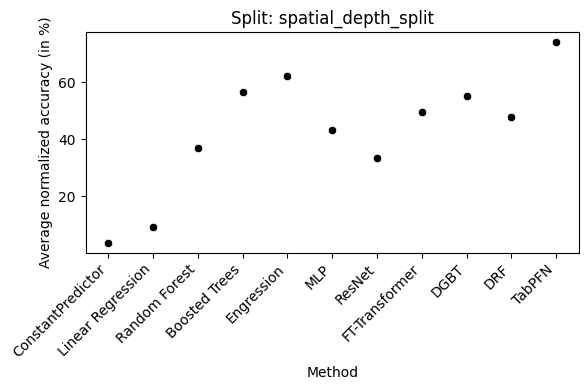 Split: spatial_depth_split
Average normalized accuracy (in %)
60
40
20
ConstantPredictor
Linear Regression
Random Forest
Boosted Trees
Engression
MLP
ResNet
FT-Transformer
DGBT
DRF
TabPFN
Method